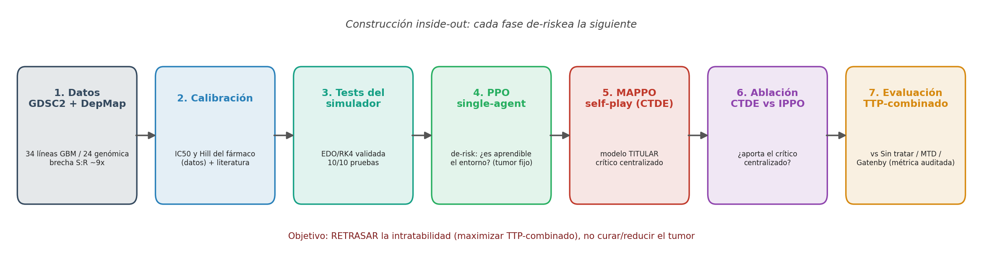 Construcción inside-out: cada fase de-riskea la siguiente
1. Datos
GDSC2 + DepMap
34 líneas GBM / 24 genómica
brecha S:R ~9x
2. Calibración
IC50 y Hill del fármaco
(datos) + literatura
3. Tests del
simulador
EDO/RK4 validada
10/10 pruebas
4. PPO
single-agent
de-risk: ¿es aprendible
el entorno? (tumor fijo)
5. MAPPO
self-play (CTDE)
modelo TITULAR
crítico centralizado
6. Ablación
CTDE vs IPPO
¿aporta el crítico
centralizado?
7. Evaluación
TTP-combinado
vs Sin tratar / MTD /
Gatenby (métrica auditada)
Objetivo: RETRASAR la intratabilidad (maximizar TTP-combinado), no curar/reducir el tumor